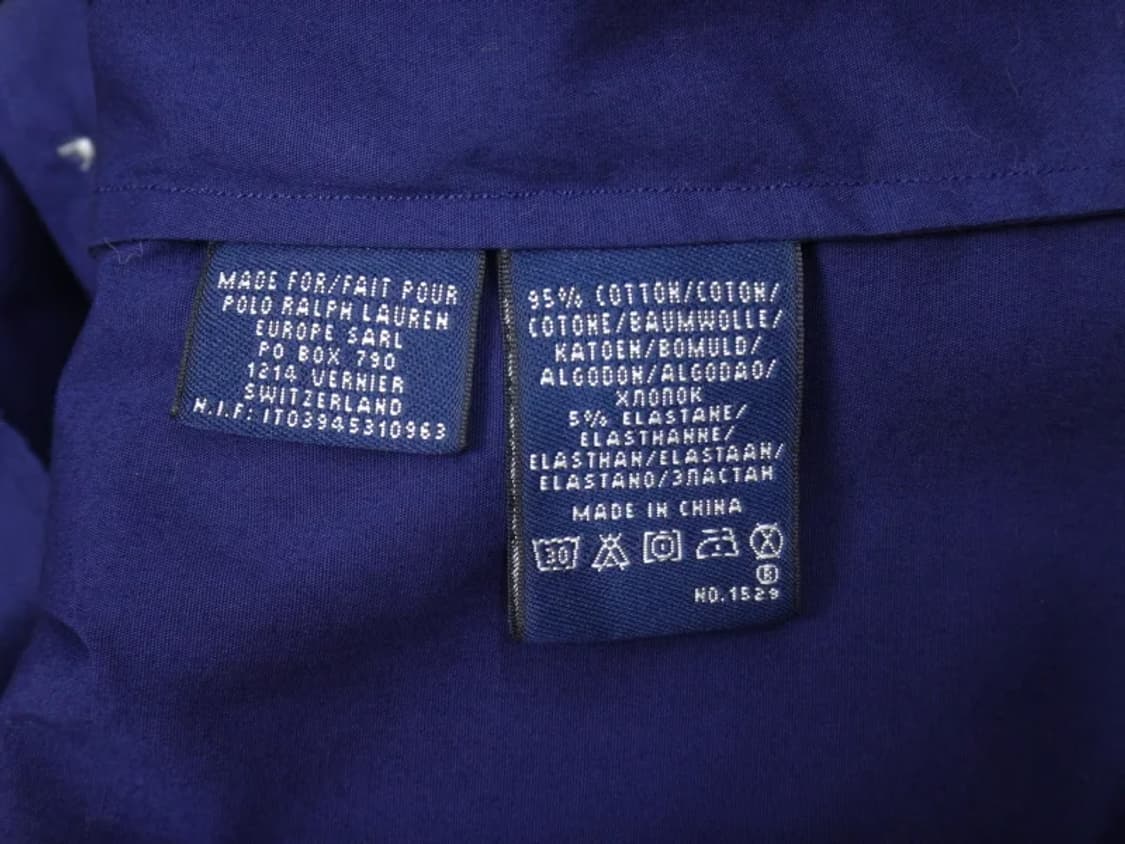 MADE FOR/FAIT POUR
POLO RALPH LAUREN
EUROPE SARL
PO BOX 790
1214 VERNIER
SWITZERLAND
N.I.F: IT03945310963
95% COTTON/COTON/
COTONE/BAUMWOLLE/
KATOEN/BOMULD/
ALGODON/ALGODAO/
ХЛОПОК
5% ELASTANE/
ELASTHANNE/
ELASTHAN/ELASTAAN/
ELASTANO/ЭЛАСТАН
MADE IN CHINA
30
R
NO.1529